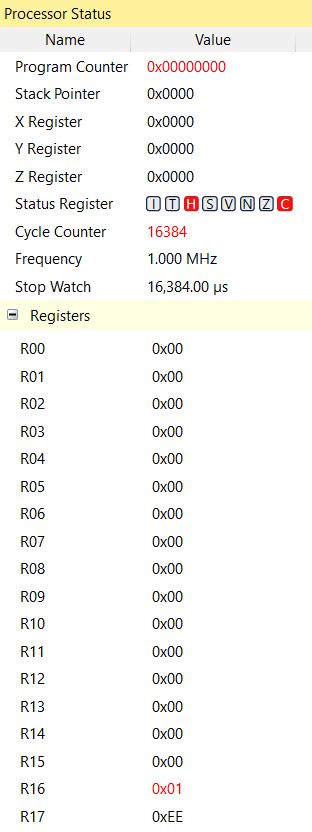 Processor Status
Name Value
Program Counter 0x00000000
Stack Pointer 0x0000
X Register 0x0000
Y Register 0x0000
Z Register 0x0000
Status Register I T H S V N Z C
Cycle Counter 16384
Frequency 1.000 MHz
Stop Watch 16,384.00 µs
Registers
R00 0x00
R01 0x00
R02 0x00
R03 0x00
R04 0x00
R05 0x00
R06 0x00
R07 0x00
R08 0x00
R09 0x00
R10 0x00
R11 0x00
R12 0x00
R13 0x00
R14 0x00
R15 0x00
R16 0x01
R17 0xEE